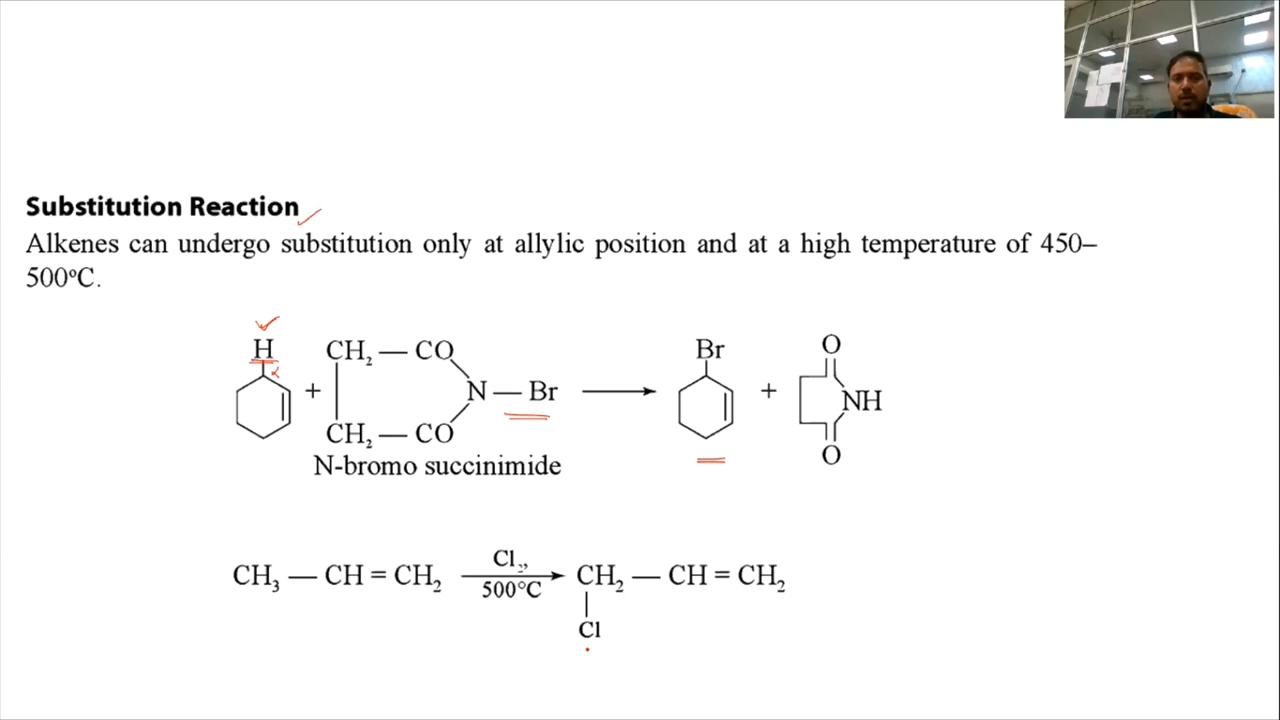 Substitution Reaction
Alkenes can undergo substitution only at allylic position and at a high temperature of 450–
500°C.
H
α
CH₂ — CO
+
N — Br
CH₂ — CO
N-bromo succinimide
Br
+
O
NH
O
CH₃ — CH = CH₂
Cl₂,
500°C
CH₂ — CH = CH₂
Cl